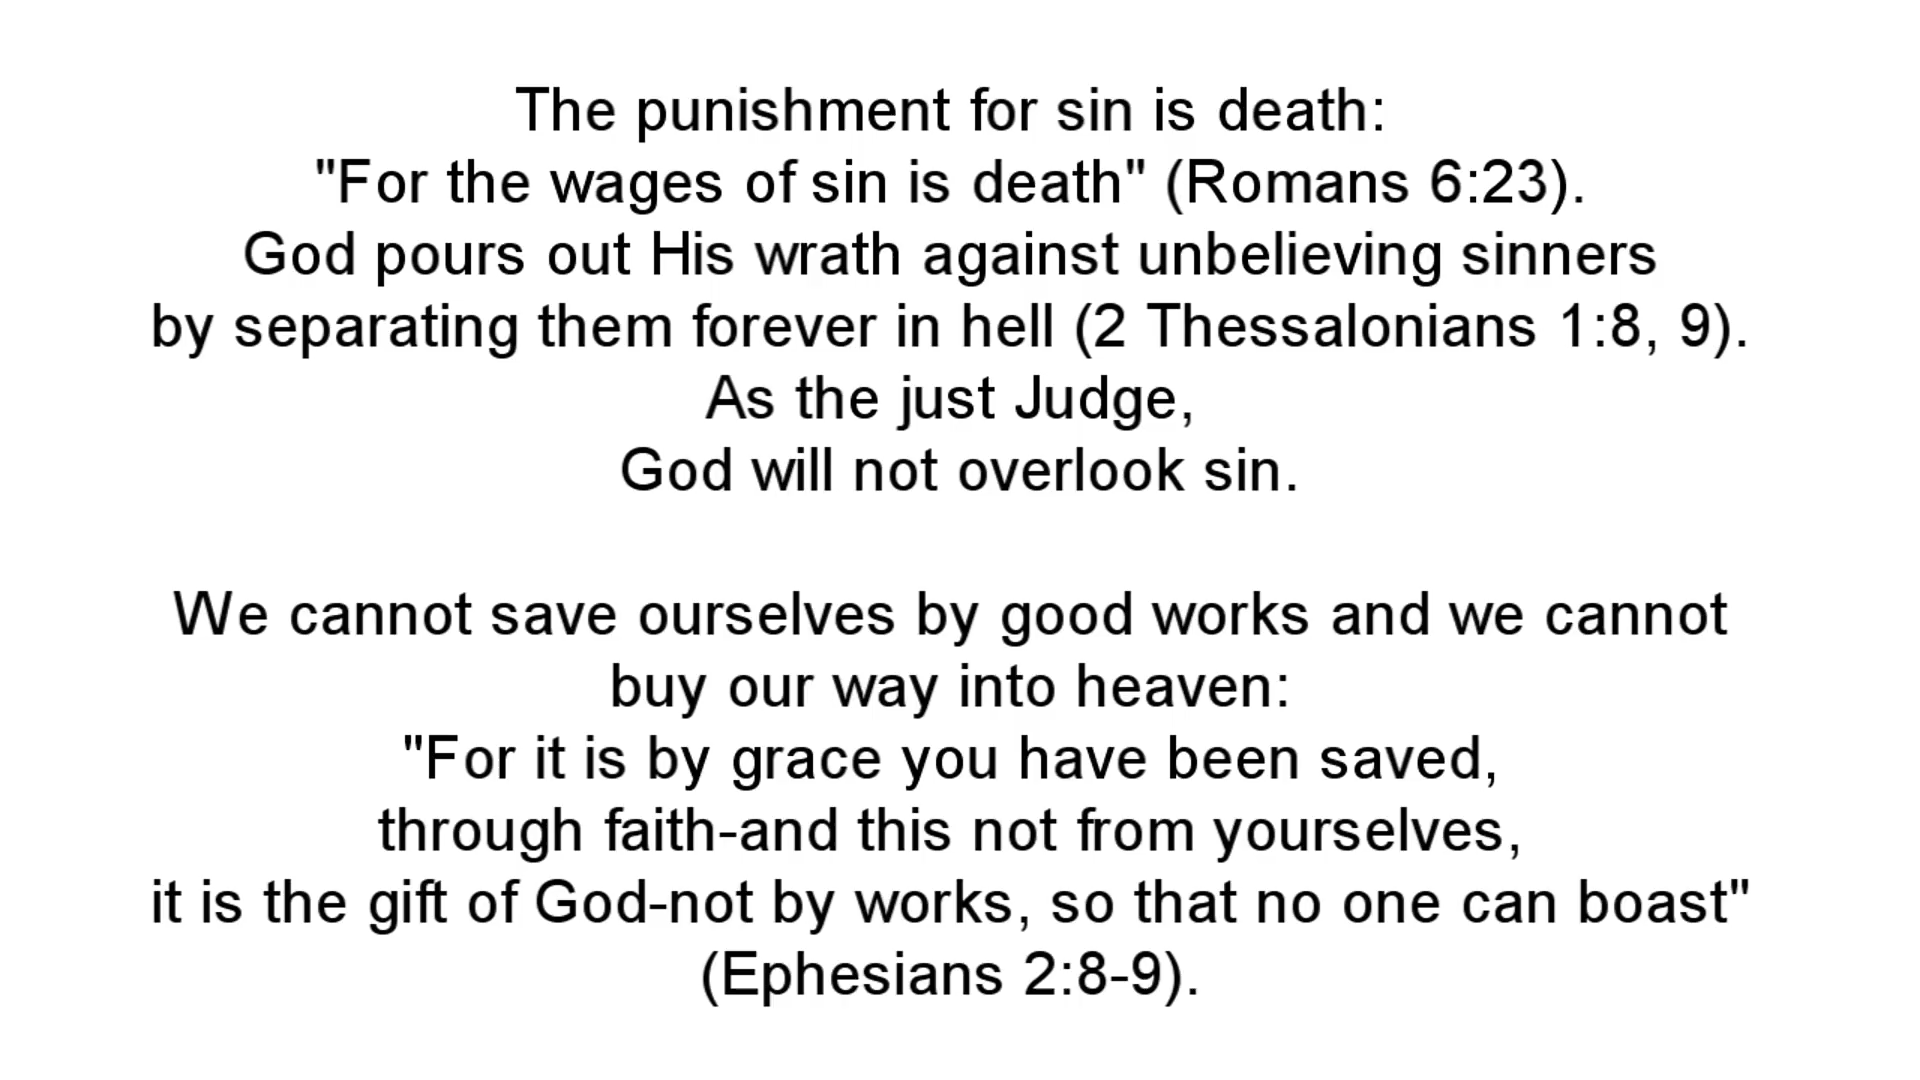 The punishment for sin is death:
"For the wages of sin is death" (Romans 6:23).
God pours out His wrath against unbelieving sinners
by separating them forever in hell (2 Thessalonians 1:8, 9).
As the just Judge,
God will not overlook sin.
We cannot save ourselves by good works and we cannot
buy our way into heaven:
"For it is by grace you have been saved,
through faith-and this not from yourselves,
it is the gift of God-not by works, so that no one can boast"
(Ephesians 2:8-9).